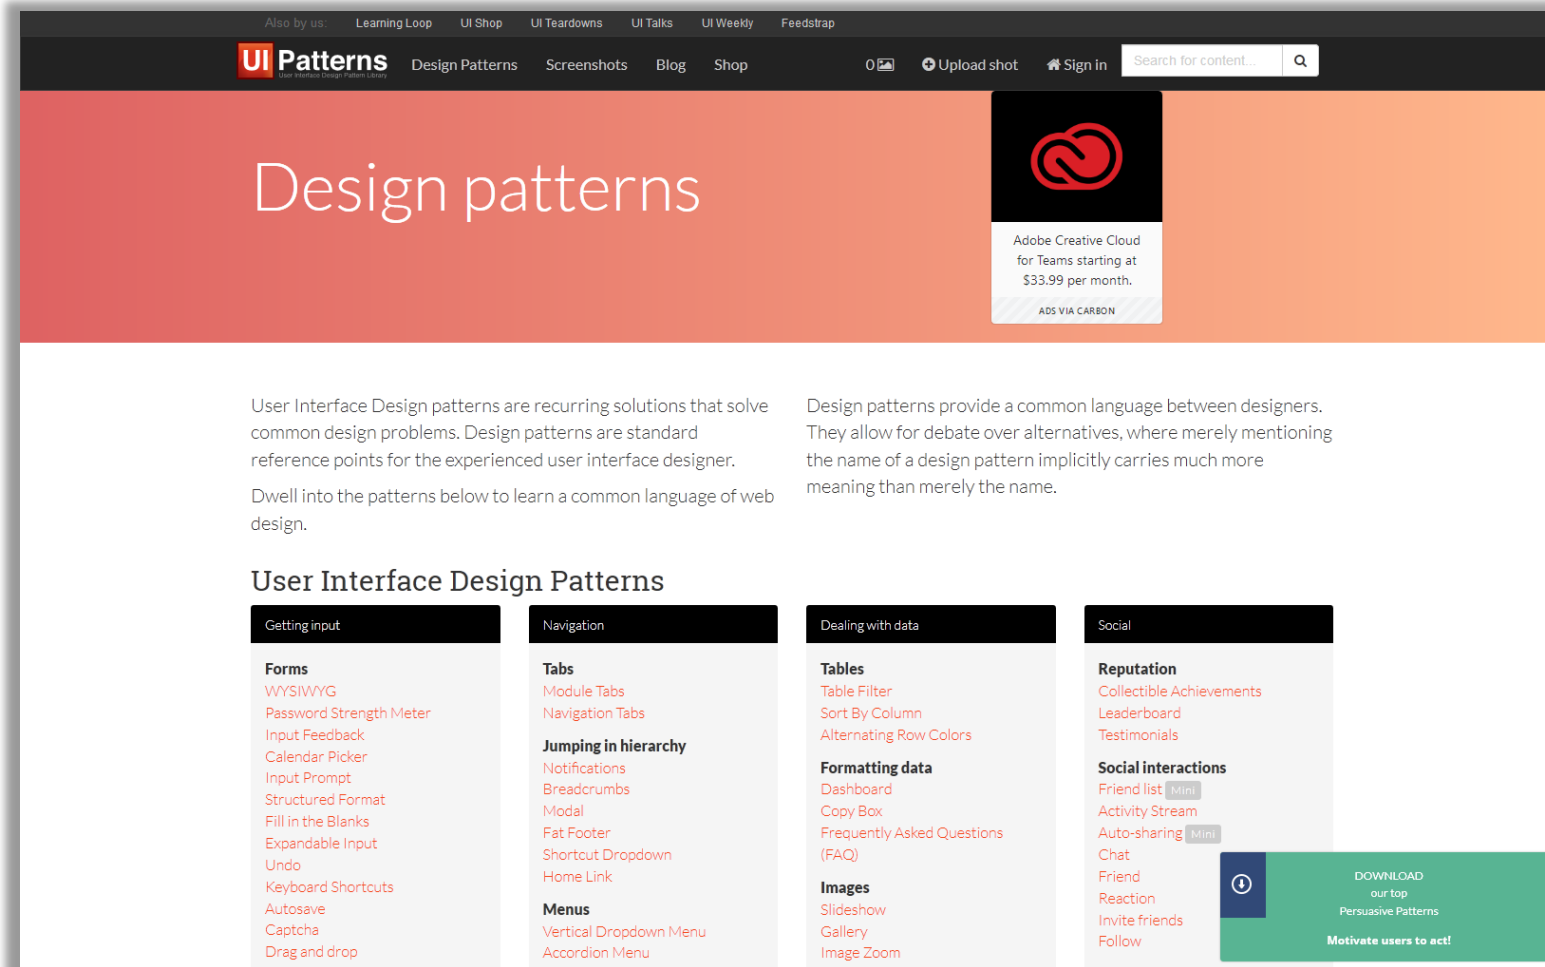 Also by us: Learning Loop UI Shop UI Teardowns UI Talks UI Weekly Feedstrap
UI Patterns
User Interface Design Pattern Library
Design Patterns Screenshots Blog Shop 0 Upload shot Sign in Search for content...
Design patterns
Adobe Creative Cloud
for Teams starting at
$33.99 per month.
ADS VIA CARBON
User Interface Design patterns are recurring solutions that solve
common design problems. Design patterns are standard
reference points for the experienced user interface designer.
Dwell into the patterns below to learn a common language of web
design.
Design patterns provide a common language between designers.
They allow for debate over alternatives, where merely mentioning
the name of a design pattern implicitly carries much more
meaning than merely the name.
User Interface Design Patterns
Getting input
Forms
WYSIWYG
Password Strength Meter
Input Feedback
Calendar Picker
Input Prompt
Structured Format
Fill in the Blanks
Expandable Input
Undo
Keyboard Shortcuts
Autosave
Captcha
Drag and drop
Navigation
Tabs
Module Tabs
Navigation Tabs
Jumping in hierarchy
Notifications
Breadcrumbs
Modal
Fat Footer
Shortcut Dropdown
Home Link
Menus
Vertical Dropdown Menu
Accordion Menu
Dealing with data
Tables
Table Filter
Sort By Column
Alternating Row Colors
Formatting data
Dashboard
Copy Box
Frequently Asked Questions
(FAQ)
Images
Slideshow
Gallery
Image Zoom
Social
Reputation
Collectible Achievements
Leaderboard
Testimonials
Social interactions
Friend list Mini
Activity Stream
Auto-sharing Mini
Chat
Friend
Reaction
Invite friends
Follow
DOWNLOAD
our top
Persuasive Patterns
Motivate users to act!